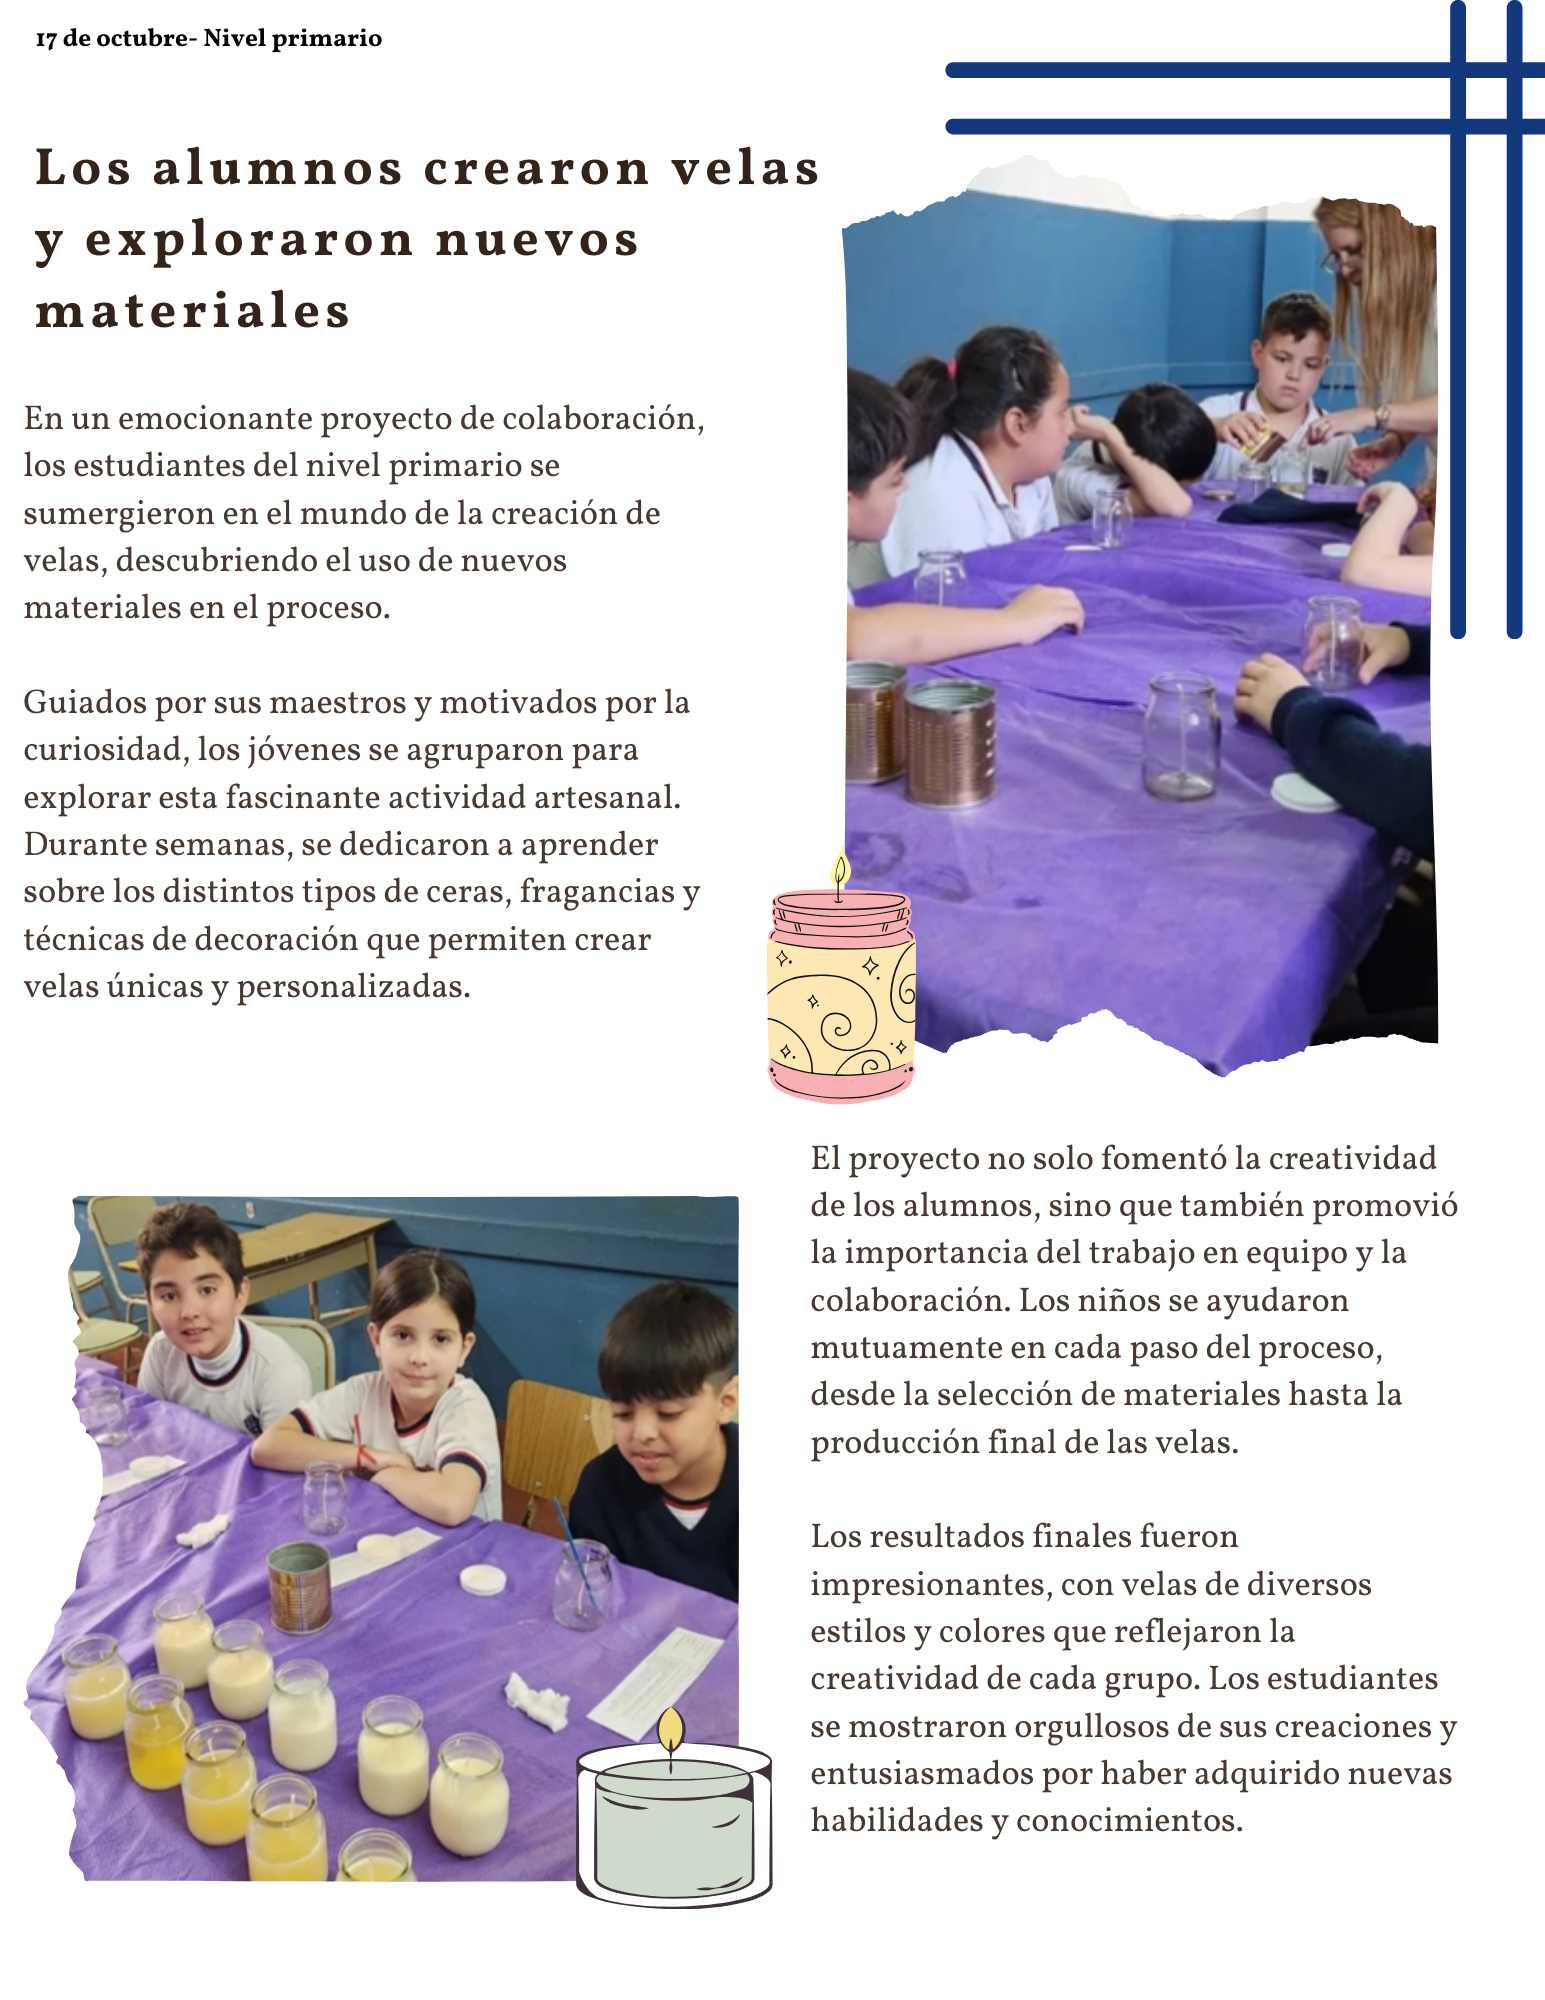 17 de octubre- Nivel primario
Los alumnos crearon velas
y exploraron nuevos
materiales
En un emocionante proyecto de colaboración,
los estudiantes del nivel primario se
sumergieron en el mundo de la creación de
velas, descubriendo el uso de nuevos
materiales en el proceso.
Guiados por sus maestros y motivados por la
curiosidad, los jóvenes se agruparon para
explorar esta fascinante actividad artesanal.
Durante semanas, se dedicaron a aprender
sobre los distintos tipos de ceras, fragancias y
técnicas de decoración que permiten crear
velas únicas y personalizadas.
El proyecto no solo fomentó la creatividad
de los alumnos, sino que también promovió
la importancia del trabajo en equipo y la
colaboración. Los niños se ayudaron
mutuamente en cada paso del proceso,
desde la selección de materiales hasta la
producción final de las velas.
Los resultados finales fueron
impresionantes, con velas de diversos
estilos y colores que reflejaron la
creatividad de cada grupo. Los estudiantes
se mostraron orgullosos de sus creaciones y
entusiasmados por haber adquirido nuevas
habilidades y conocimientos.